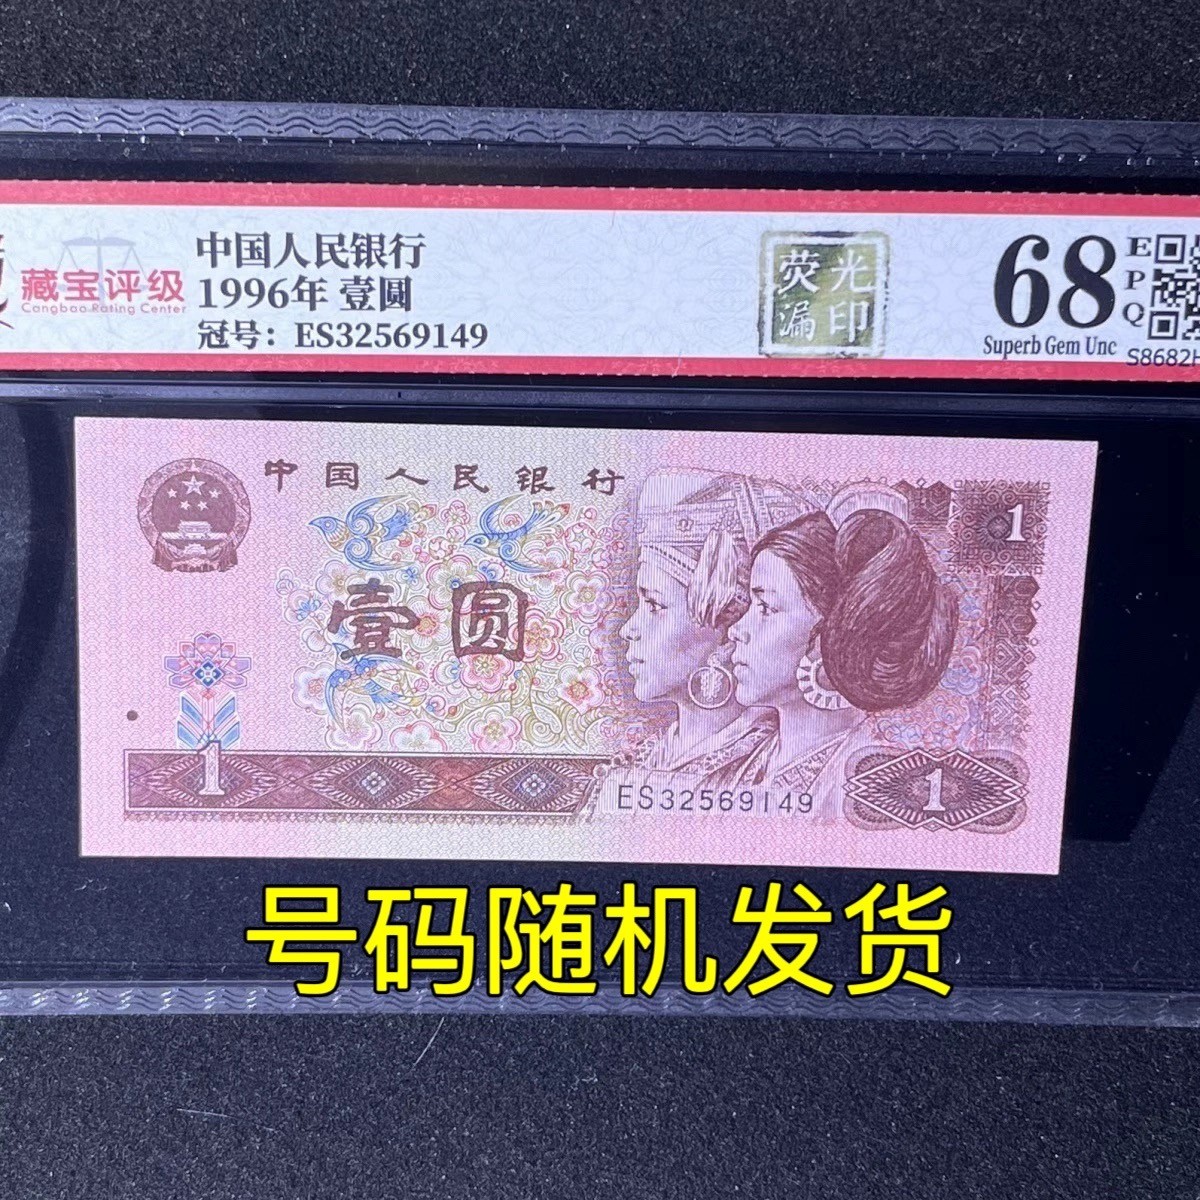 中国人民银行
1996年 壹圆
冠号：ES32569149
藏宝评级
Cangbao Rating Center
荧光
漏印
68
EPQ
Superb Gem Unc
S8682H
中国人民银行
1
壹圆
1
ES32569149
1
号码随机发货